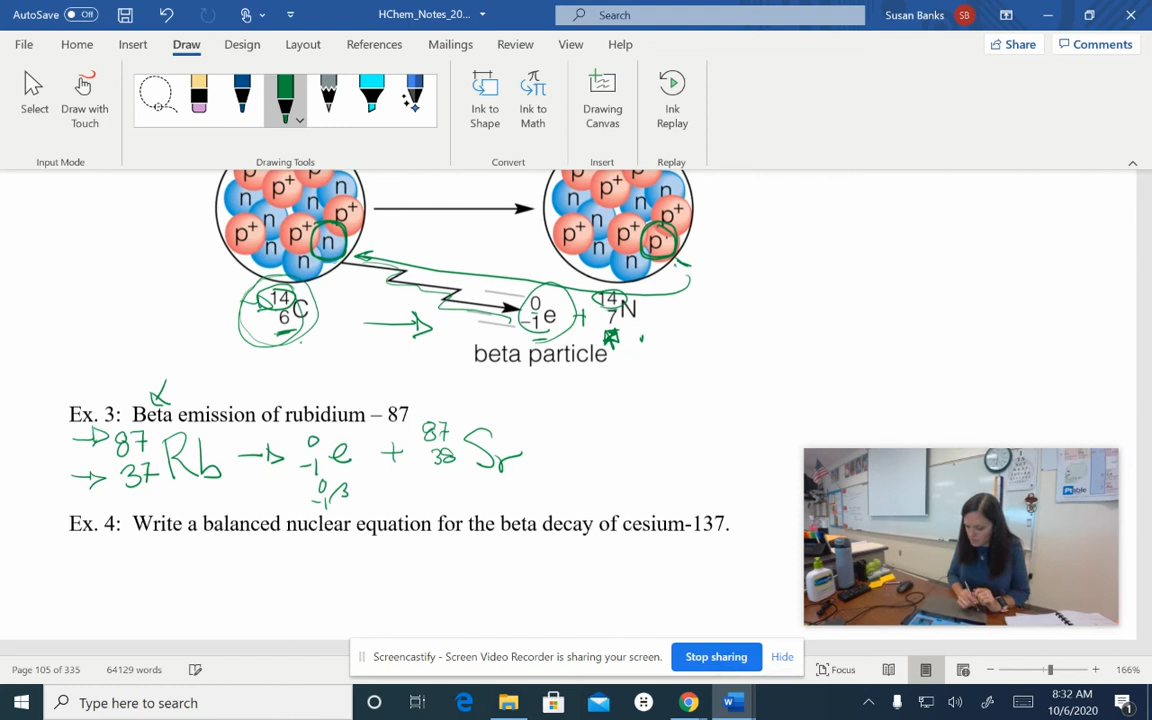 AutoSave Off HChem_Notes_20... Search Susan Banks SB
File Home Insert Draw Design Layout References Mailings Review View Help Share Comments
Select Draw with Touch Ink to Shape Ink to Math Drawing Canvas Ink Replay
Input Mode Drawing Tools Convert Insert Replay
p⁺ n p⁺ n n p⁺ p⁺ n p⁺ n n
p⁺ n p⁺ n n p⁺ p⁺ n p⁺ n p⁺
14 6 C → 0 -1 e + 14 7 N
beta particle
Ex. 3: Beta emission of rubidium – 87
87 37 Rb → 0 -1 e + 87 38 Sr
0 -1 β
Ex. 4: Write a balanced nuclear equation for the beta decay of cesium-137.
Screencastify - Screen Video Recorder is sharing your screen. Stop sharing Hide
Page 105 of 335 64129 words Focus 166%
Type here to search 8:32 AM
10/6/2020
1